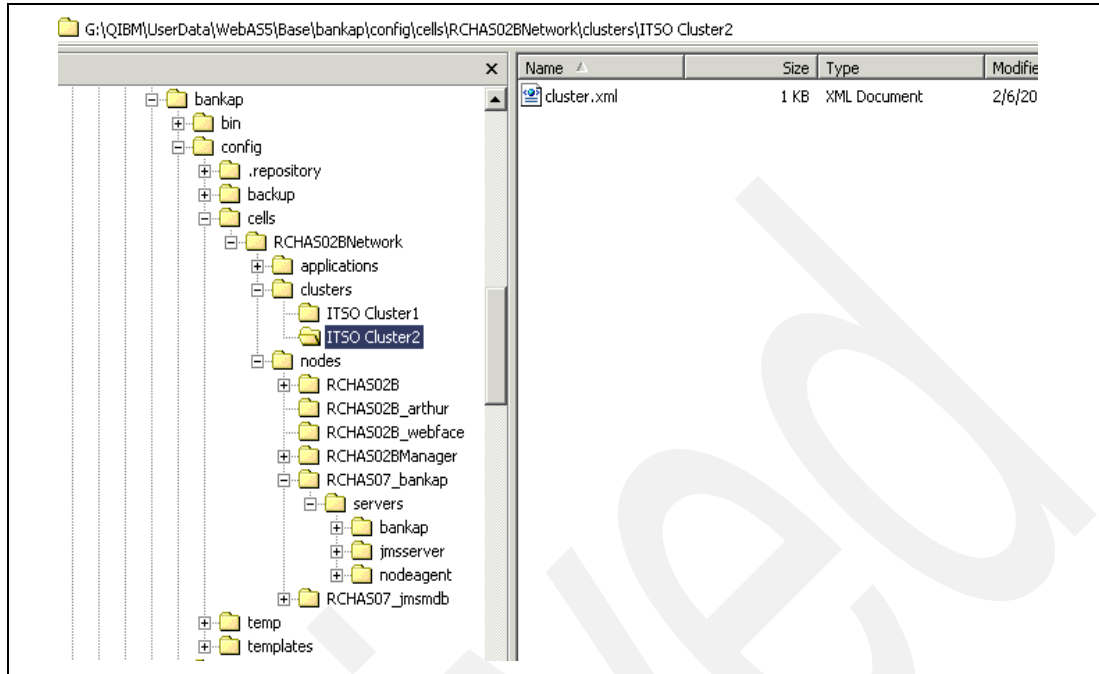 G:\QIBM\UserData\WebAS5\Base\bankap\config\cells\RCHAS02BNetwork\clusters\ITSO Cluster2
Name Size Type Modifie
cluster.xml 1 KB XML Document 2/6/20
bankap
bin
config
.repository
backup
cells
RCHAS02BNetwork
applications
clusters
ITSO Cluster1
ITSO Cluster2
nodes
RCHAS02B
RCHAS02B_arthur
RCHAS02B_webface
RCHAS02BManager
RCHAS07_bankap
servers
bankap
jmsserver
nodeagent
RCHAS07_jmsmdb
temp
templates